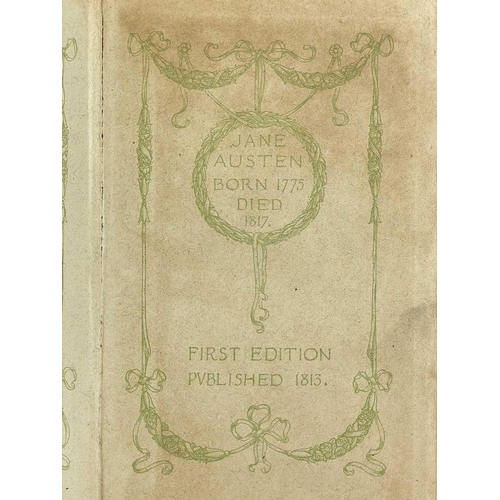 JANE
AUSTEN
BORN 1775
DIED
1817.
FIRST EDITION
PVBLISHED 1813.